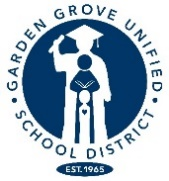 GARDEN GROVE UNIFIED
SCHOOL DISTRICT
EST. 1965